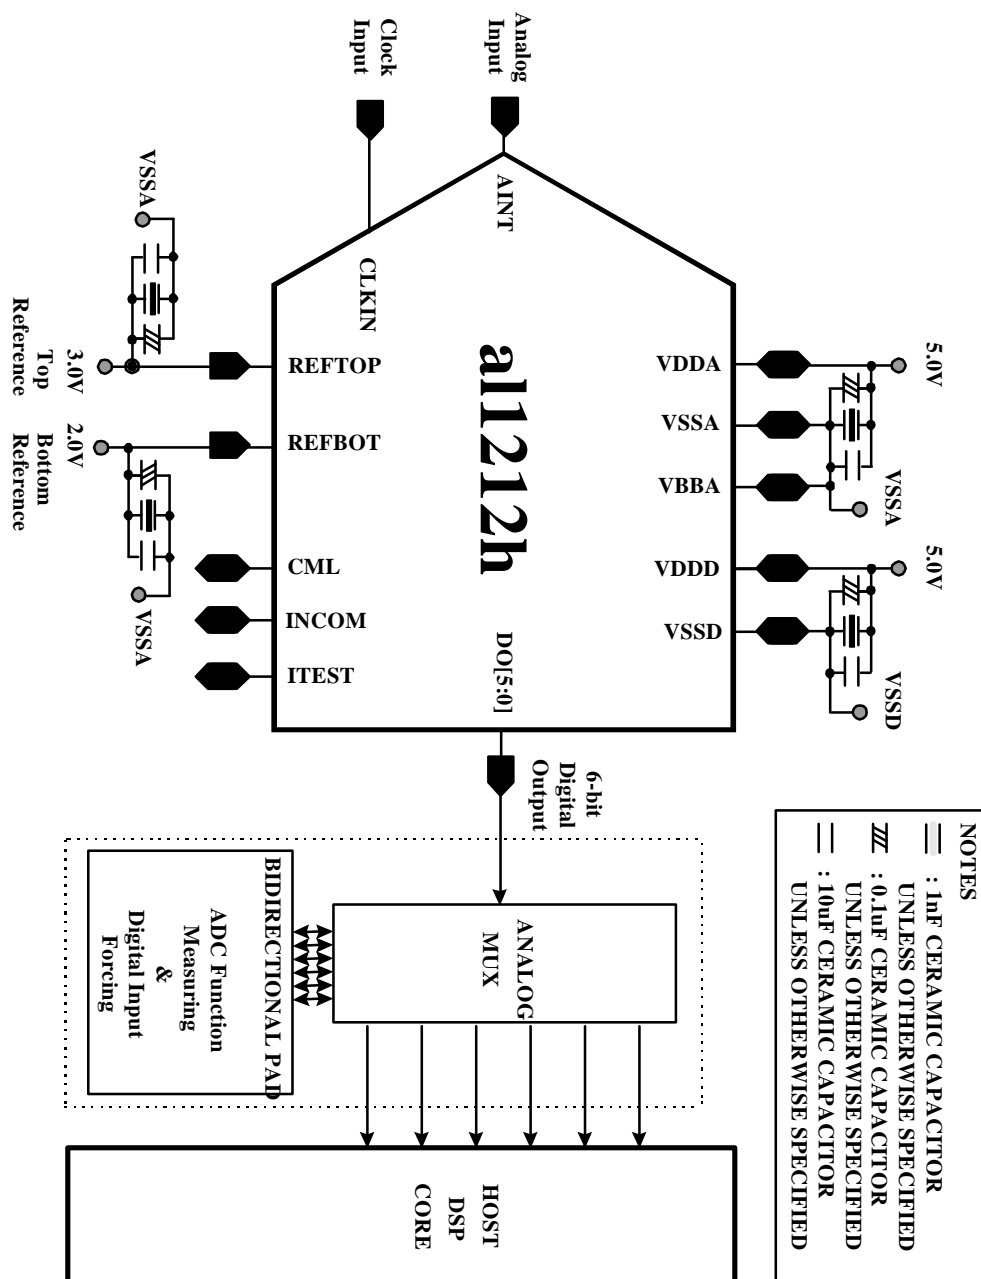 Analog
Input
Clock
Input
AINT
CLKIN
al1212h
DO[5:0]
VSSA
3.0V
Top
Reference
2.0V
Bottom
Reference
VSSA
REFTOP
REFBOT
CML
INCOM
ITEST
VDDA
VSSA
VBBA
VDDD
VSSD
5.0V
VSSA
5.0V
VSSD
6-bit
Digital
Output
ANALOG
MUX
BIDIRECTIONAL PAD
ADC Function
Measuring
&
Digital Input
Forcing
HOST
DSP
CORE
NOTES
: 1nF CERAMIC CAPACITOR
UNLESS OTHERWISE SPECIFIED
: 0.1uF CERAMIC CAPACITOR
UNLESS OTHERWISE SPECIFIED
: 10uF CERAMIC CAPACITOR
UNLESS OTHERWISE SPECIFIED